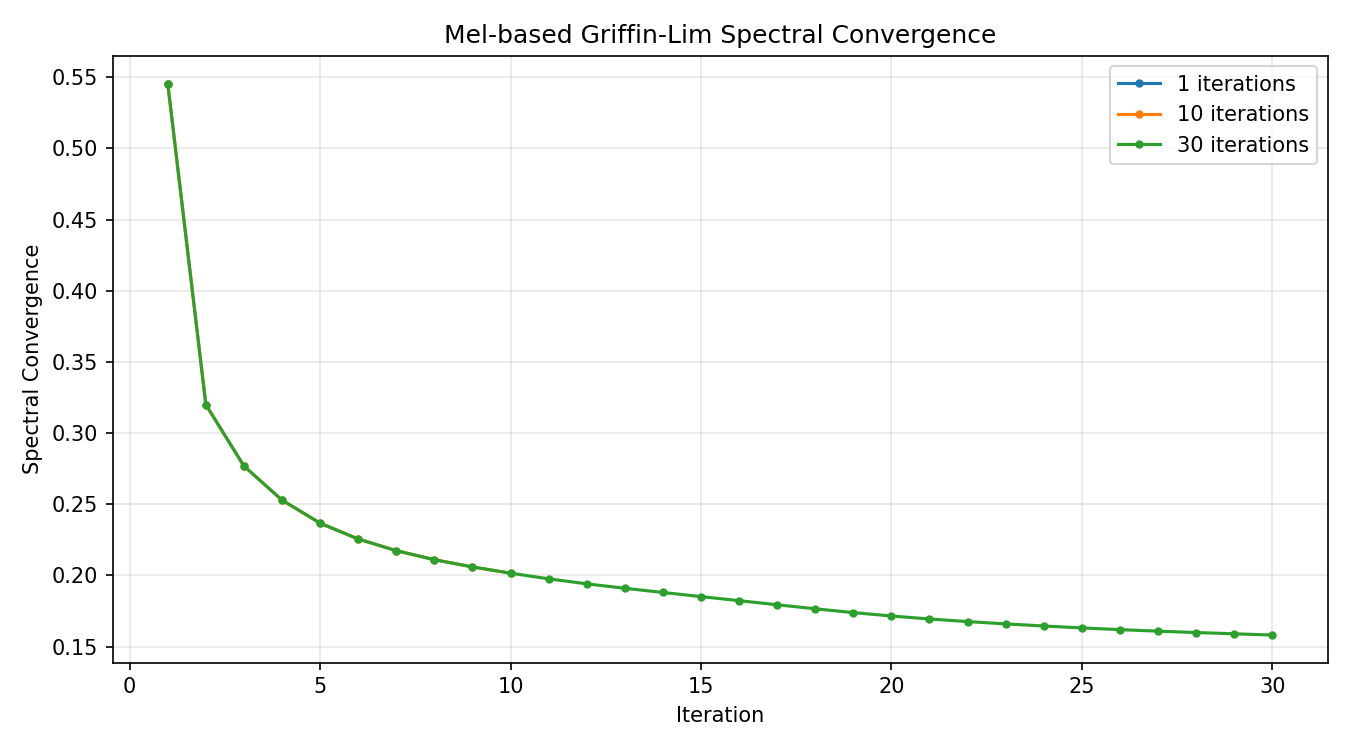 Mel-based Griffin-Lim Spectral Convergence
Spectral Convergence
0.55
0.50
0.45
0.40
0.35
0.30
0.25
0.20
0.15
1 iterations
10 iterations
30 iterations
0 5 10 15 20 25 30
Iteration